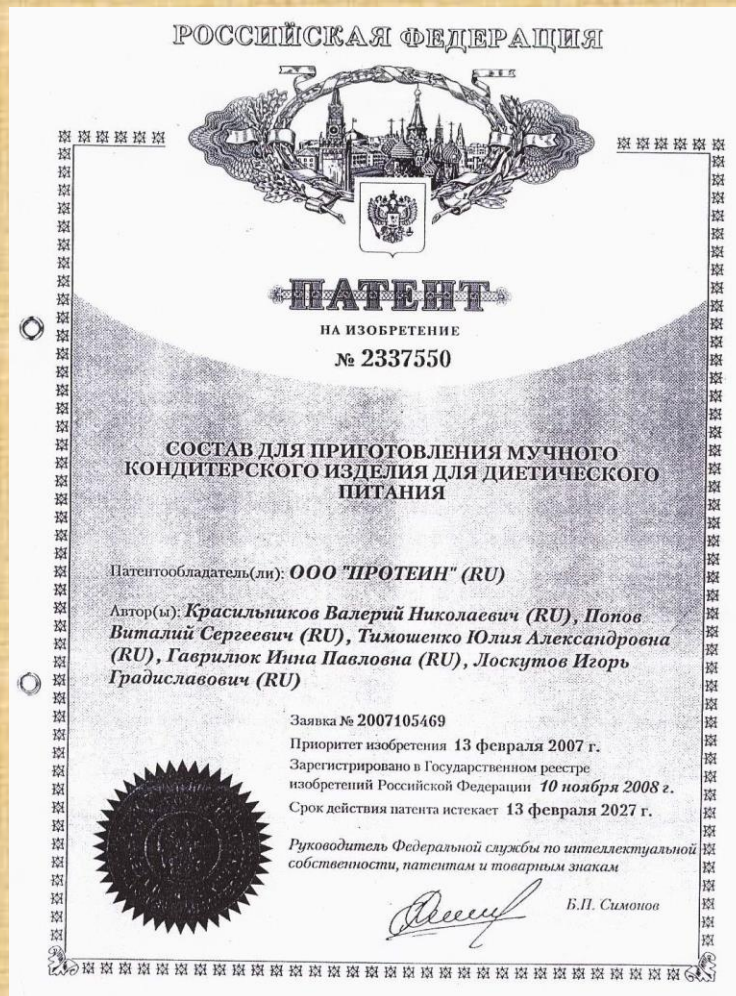 РОССИЙСКАЯ ФЕДЕРАЦИЯ
ПАТЕНТ
НА ИЗОБРЕТЕНИЕ
№ 2337550
СОСТАВ ДЛЯ ПРИГОТОВЛЕНИЯ МУЧНОГО
КОНДИТЕРСКОГО ИЗДЕЛИЯ ДЛЯ ДИЕТИЧЕСКОГО
ПИТАНИЯ
Патентообладатель(ли): ООО "ПРОТЕИН" (RU)
Автор(ы): Красильников Валерий Николаевич (RU), Попов
Виталий Сергеевич (RU), Тимошенко Юлия Александровна
(RU), Гаврилюк Инна Павловна (RU), Лоскутов Игорь
Градиславович (RU)
Заявка № 2007105469
Приоритет изобретения 13 февраля 2007 г.
Зарегистрировано в Государственном реестре
изобретений Российской Федерации 10 ноября 2008 г.
Срок действия патента истекает 13 февраля 2027 г.
Руководитель Федеральной службы по интеллектуальной
собственности, патентам и товарным знакам
Б.П. Симонов